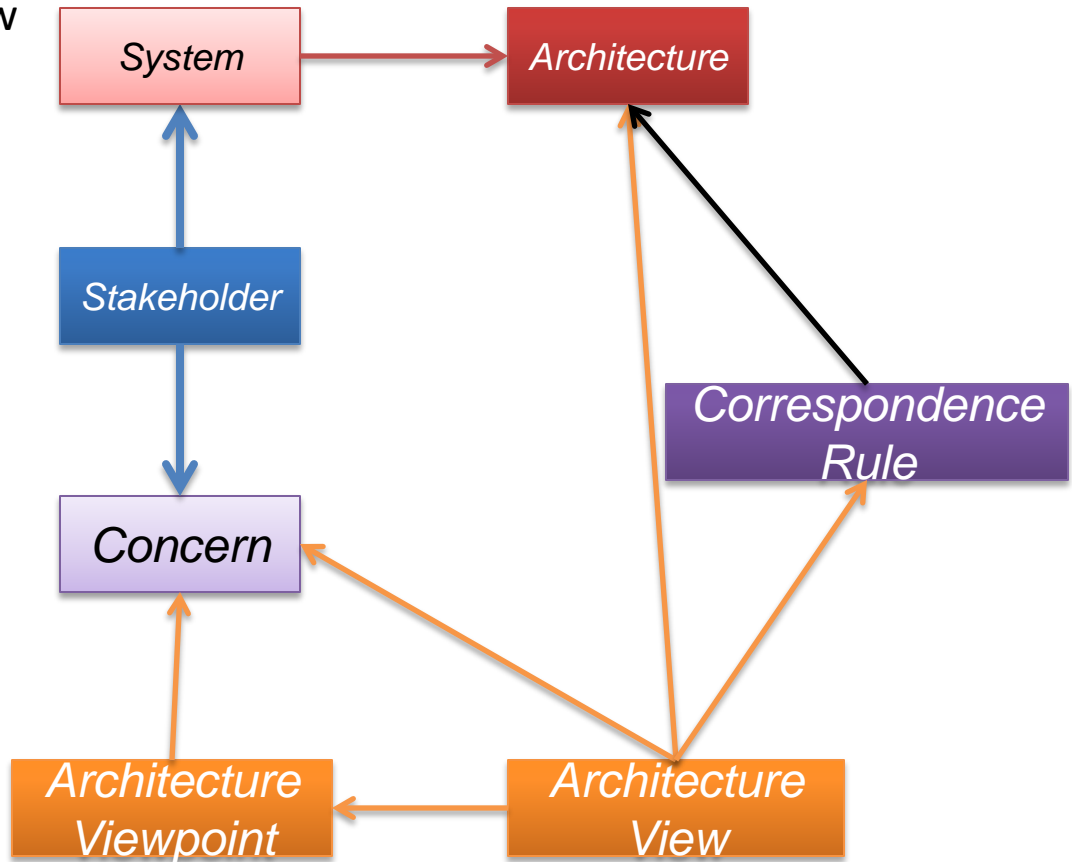 w
System
Architecture
Stakeholder
Correspondence
Rule
Concern
Architecture
Viewpoint
Architecture
View